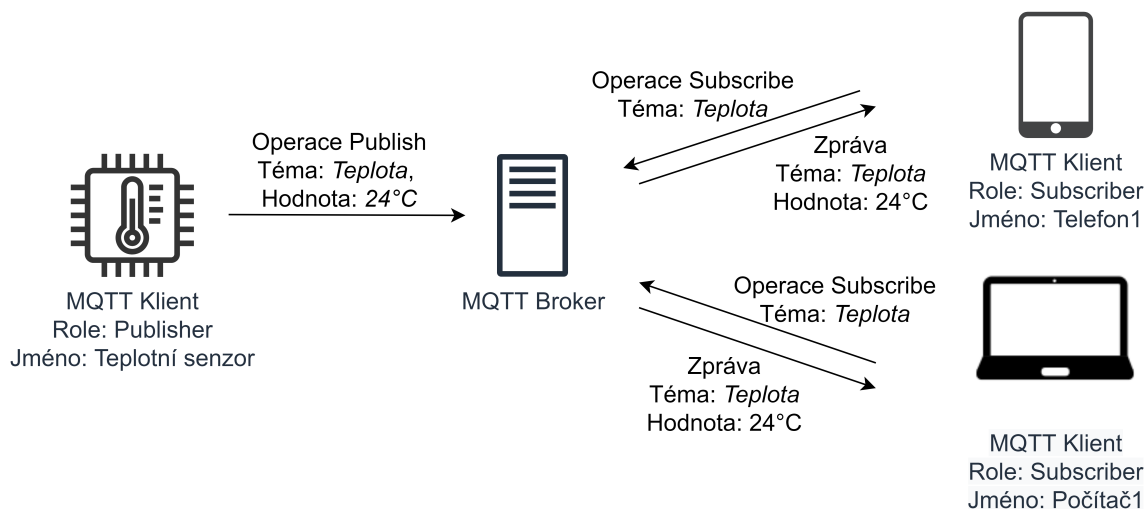 Operace Publish
Téma: Teplota,
Hodnota: 24°C
MQTT Klient
Role: Publisher
Jméno: Teplotní senzor
MQTT Broker
Operace Subscribe
Téma: Teplota
Zpráva
Téma: Teplota
Hodnota: 24°C
MQTT Klient
Role: Subscriber
Jméno: Telefon1
Operace Subscribe
Téma: Teplota
Zpráva
Téma: Teplota
Hodnota: 24°C
MQTT Klient
Role: Subscriber
Jméno: Počítač1